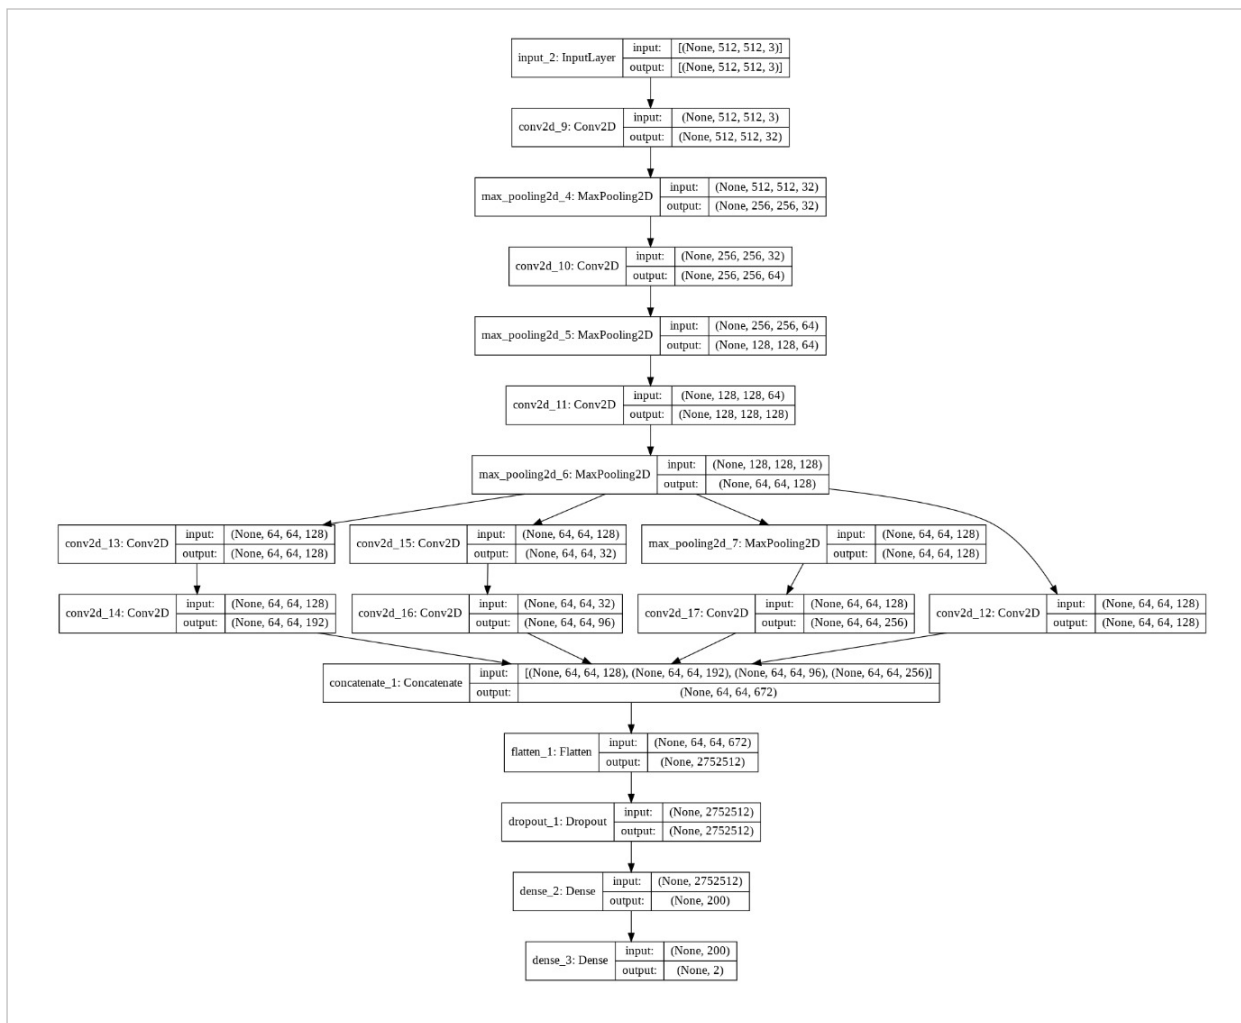 input_2: InputLayer
input: [(None, 512, 512, 3)]
output: [(None, 512, 512, 3)]
conv2d_9: Conv2D
input: (None, 512, 512, 3)
output: (None, 512, 512, 32)
max_pooling2d_4: MaxPooling2D
input: (None, 512, 512, 32)
output: (None, 256, 256, 32)
conv2d_10: Conv2D
input: (None, 256, 256, 32)
output: (None, 256, 256, 64)
max_pooling2d_5: MaxPooling2D
input: (None, 256, 256, 64)
output: (None, 128, 128, 64)
conv2d_11: Conv2D
input: (None, 128, 128, 64)
output: (None, 128, 128, 128)
max_pooling2d_6: MaxPooling2D
input: (None, 128, 128, 128)
output: (None, 64, 64, 128)
conv2d_13: Conv2D
input: (None, 64, 64, 128)
output: (None, 64, 64, 128)
conv2d_15: Conv2D
input: (None, 64, 64, 128)
output: (None, 64, 64, 32)
max_pooling2d_7: MaxPooling2D
input: (None, 64, 64, 128)
output: (None, 64, 64, 128)
conv2d_14: Conv2D
input: (None, 64, 64, 128)
output: (None, 64, 64, 192)
conv2d_16: Conv2D
input: (None, 64, 64, 32)
output: (None, 64, 64, 96)
conv2d_17: Conv2D
input: (None, 64, 64, 128)
output: (None, 64, 64, 256)
conv2d_12: Conv2D
input: (None, 64, 64, 128)
output: (None, 64, 64, 128)
concatenate_1: Concatenate
input: [(None, 64, 64, 128), (None, 64, 64, 192), (None, 64, 64, 96), (None, 64, 64, 256)]
output: (None, 64, 64, 672)
flatten_1: Flatten
input: (None, 64, 64, 672)
output: (None, 2752512)
dropout_1: Dropout
input: (None, 2752512)
output: (None, 2752512)
dense_2: Dense
input: (None, 2752512)
output: (None, 200)
dense_3: Dense
input: (None, 200)
output: (None, 2)